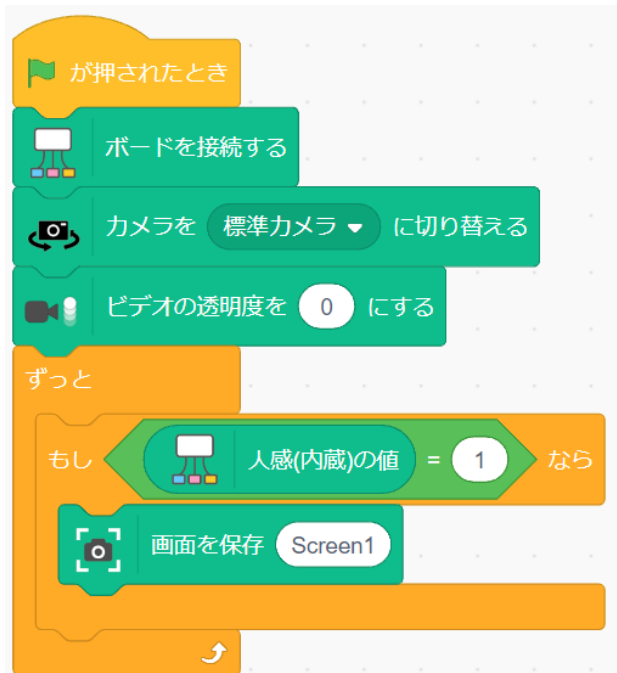 が押されたとき
ボードを接続する
カメラを 標準カメラ に切り替える
ビデオの透明度を 0 にする
ずっと
もし 人感(内蔵)の値 = 1 なら
画面を保存 Screen1